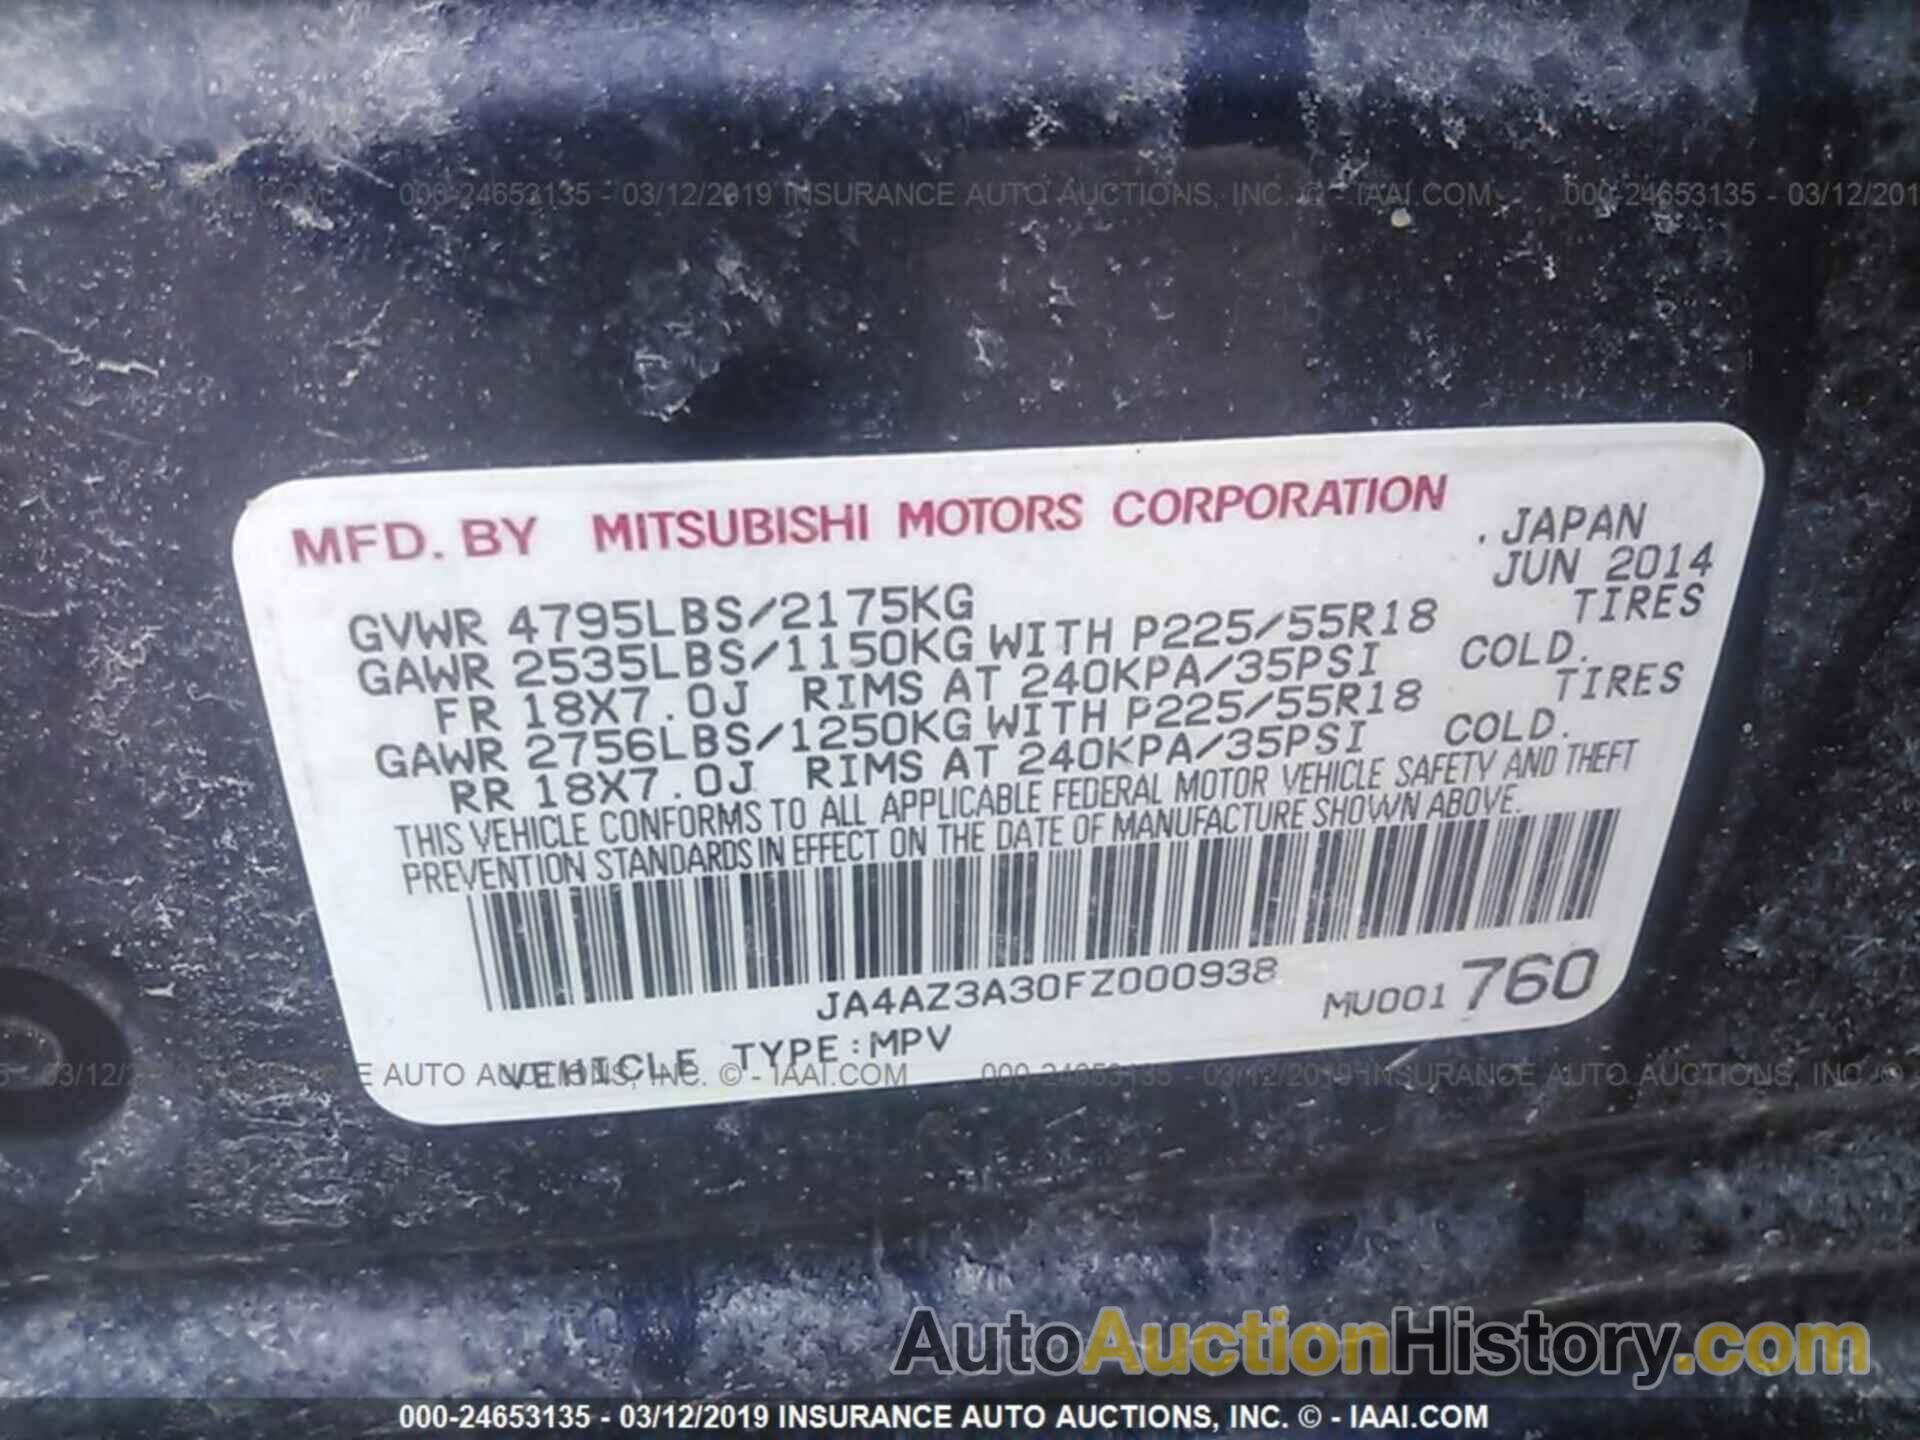 000-24653135 - 03/12/2019 INSURANCE AUTO AUCTIONS, INC. © - IAAI.COM 000-24653135 - 03/12/2019
MFD. BY MITSUBISHI MOTORS CORPORATION
. JAPAN
JUN 2014
GVWR 4795LBS/2175KG
GAWR 2535LBS/1150KG WITH P225/55R18 TIRES
FR 18X7.0J RIMS AT 240KPA/35PSI COLD.
GAWR 2756LBS/1250KG WITH P225/55R18 TIRES
RR 18X7.0J RIMS AT 240KPA/35PSI COLD.
THIS VEHICLE CONFORMS TO ALL APPLICABLE FEDERAL MOTOR VEHICLE SAFETY AND THEFT
PREVENTION STANDARDS IN EFFECT ON THE DATE OF MANUFACTURE SHOWN ABOVE.
JA4AZ3A30FZ000938
MU001 760
VEHICLE TYPE:MPV
AUTO AUCTIONS, INC. © - IAAI.COM 000-24653135 - 03/12/2019 INSURANCE AUTO AUCTIONS, INC. ©
AutoAuctionHistory.com
000-24653135 - 03/12/2019 INSURANCE AUTO AUCTIONS, INC. © - IAAI.COM